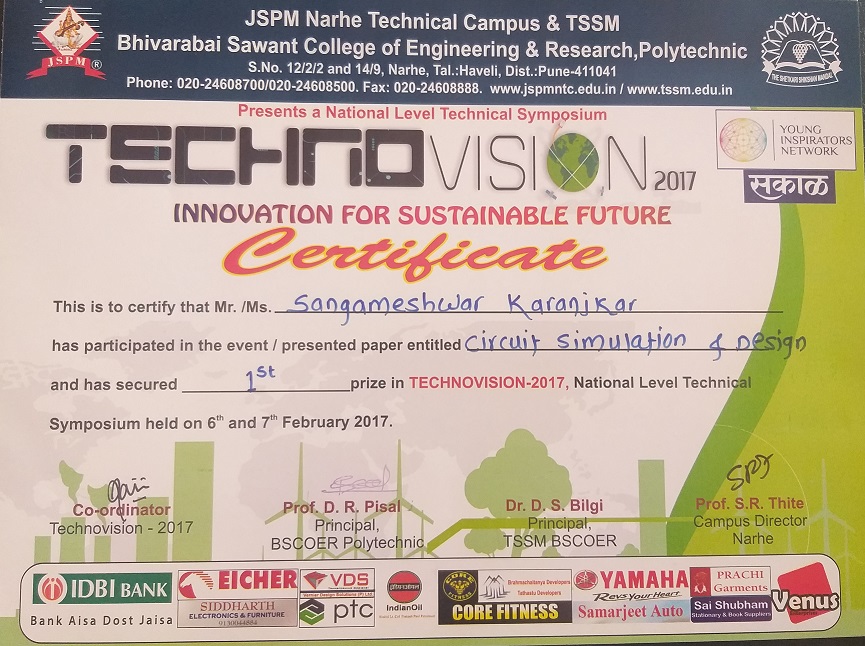 JSPM Narhe Technical Campus & TSSM
Bhivarabai Sawant College of Engineering & Research,Polytechnic
S.No. 12/2/2 and 14/9, Narhe, Tal.:Haveli, Dist.:Pune-411041
Phone: 020-24608700/020-24608500. Fax: 020-24608888. www.jspmntc.edu.in / www.tssm.edu.in
JSPM ®
THE SHETKARI SHIKSHAN MANDAL
Presents a National Level Technical Symposium
TECHNOVISION 2017
YOUNG
INSPIRATORS
NETWORK
सकाळ
INNOVATION FOR SUSTAINABLE FUTURE
Certificate
This is to certify that Mr. /Ms. Sangameshwar Karanjkar
has participated in the event / presented paper entitled Circuit simulation & Design
and has secured 1st prize in TECHNOVISION-2017, National Level Technical
Symposium held on 6th and 7th February 2017.
Co-ordinator
Technovision - 2017
Prof. D. R. Pisal
Principal,
BSCOER Polytechnic
Dr. D. S. Bilgi
Principal,
TSSM BSCOER
Prof. S.R. Thite
Campus Director
Narhe
IDBI BANK
Bank Aisa Dost Jaisa
EICHER
SIDDHARTH
ELECTRONICS & FURNITURE
9130044884
VDS
Vantner Design Solutions (P) Ltd.
ptc
IndianOil
CORE FITNESS
Brahmachaitanya Developers
Tathastu Developers
YAMAHA
Revs Your Heart
Samarjeet Auto
PRACHI
Garments
Sai Shubham
Stationary & Book Suppliers
Venus